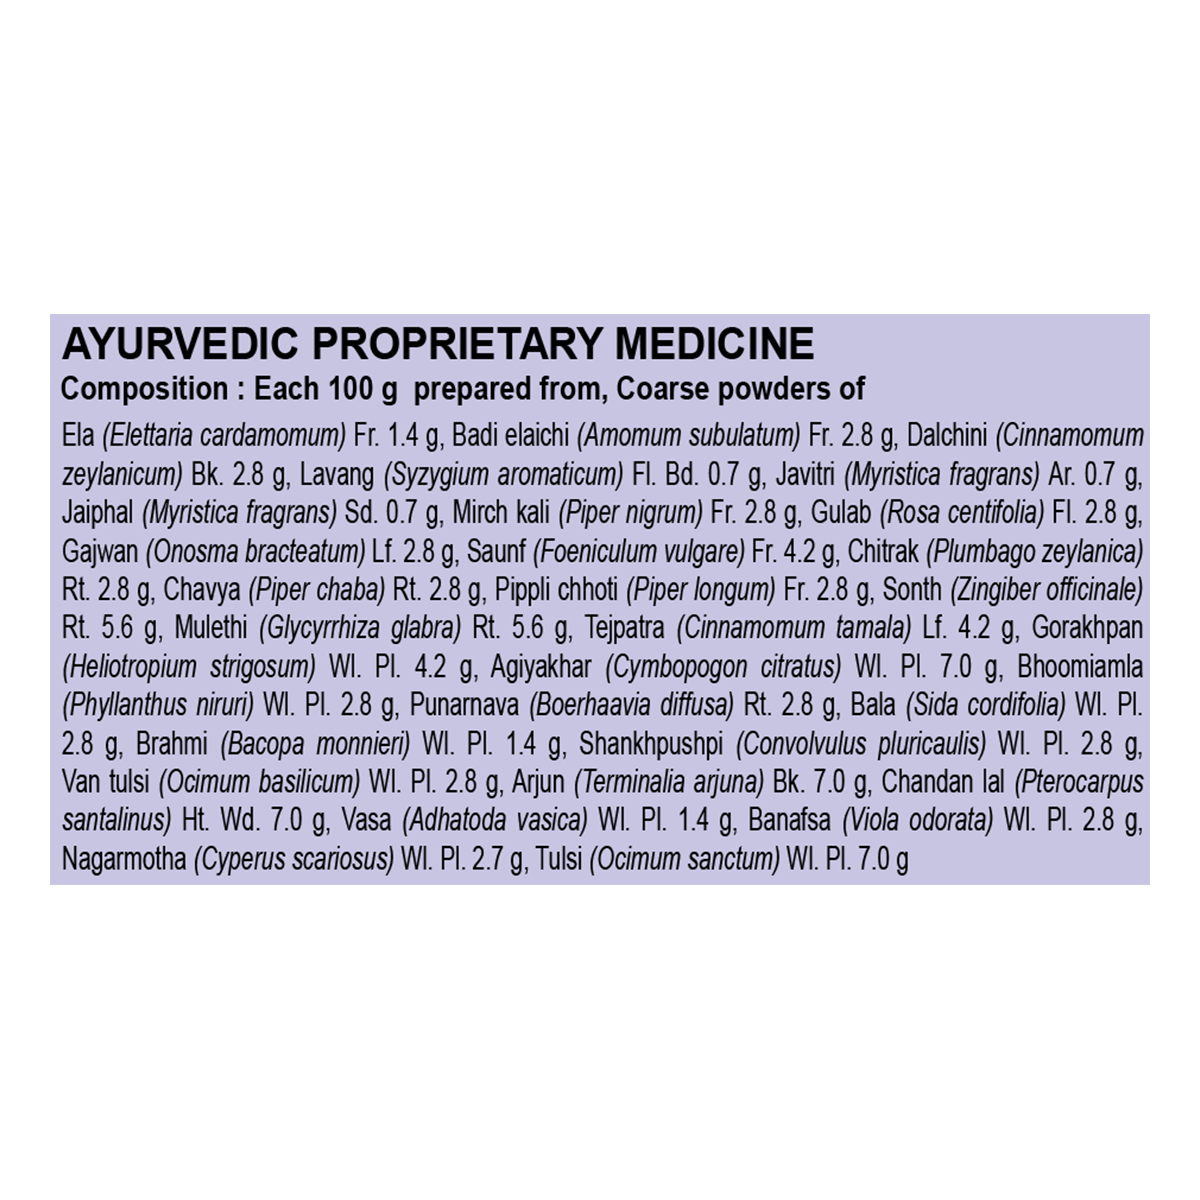 AYURVEDIC PROPRIETARY MEDICINE
Composition : Each 100 g prepared from, Coarse powders of
Ela (Elettaria cardamomum) Fr. 1.4 g, Badi elaichi (Amomum subulatum) Fr. 2.8 g, Dalchini (Cinnamomum
zeylanicum) Bk. 2.8 g, Lavang (Syzygium aromaticum) Fl. Bd. 0.7 g, Javitri (Myristica fragrans) Ar. 0.7 g,
Jaiphal (Myristica fragrans) Sd. 0.7 g, Mirch kali (Piper nigrum) Fr. 2.8 g, Gulab (Rosa centifolia) Fl. 2.8 g,
Gajwan (Onosma bracteatum) Lf. 2.8 g, Saunf (Foeniculum vulgare) Fr. 4.2 g, Chitrak (Plumbago zeylanica)
Rt. 2.8 g, Chavya (Piper chaba) Rt. 2.8 g, Pippli chhoti (Piper longum) Fr. 2.8 g, Sonth (Zingiber officinale)
Rt. 5.6 g, Mulethi (Glycyrrhiza glabra) Rt. 5.6 g, Tejpatra (Cinnamomum tamala) Lf. 4.2 g, Gorakhpan
(Heliotropium strigosum) Wl. Pl. 4.2 g, Agiyakhar (Cymbopogon citratus) Wl. Pl. 7.0 g, Bhoomiamla
(Phyllanthus niruri) Wl. Pl. 2.8 g, Punarnava (Boerhaavia diffusa) Rt. 2.8 g, Bala (Sida cordifolia) Wl. Pl.
2.8 g, Brahmi (Bacopa monnieri) Wl. Pl. 1.4 g, Shankhpushpi (Convolvulus pluricaulis) Wl. Pl. 2.8 g,
Van tulsi (Ocimum basilicum) Wl. Pl. 2.8 g, Arjun (Terminalia arjuna) Bk. 7.0 g, Chandan lal (Pterocarpus
santalinus) Ht. Wd. 7.0 g, Vasa (Adhatoda vasica) Wl. Pl. 1.4 g, Banafsa (Viola odorata) Wl. Pl. 2.8 g,
Nagarmotha (Cyperus scariosus) Wl. Pl. 2.7 g, Tulsi (Ocimum sanctum) Wl. Pl. 7.0 g